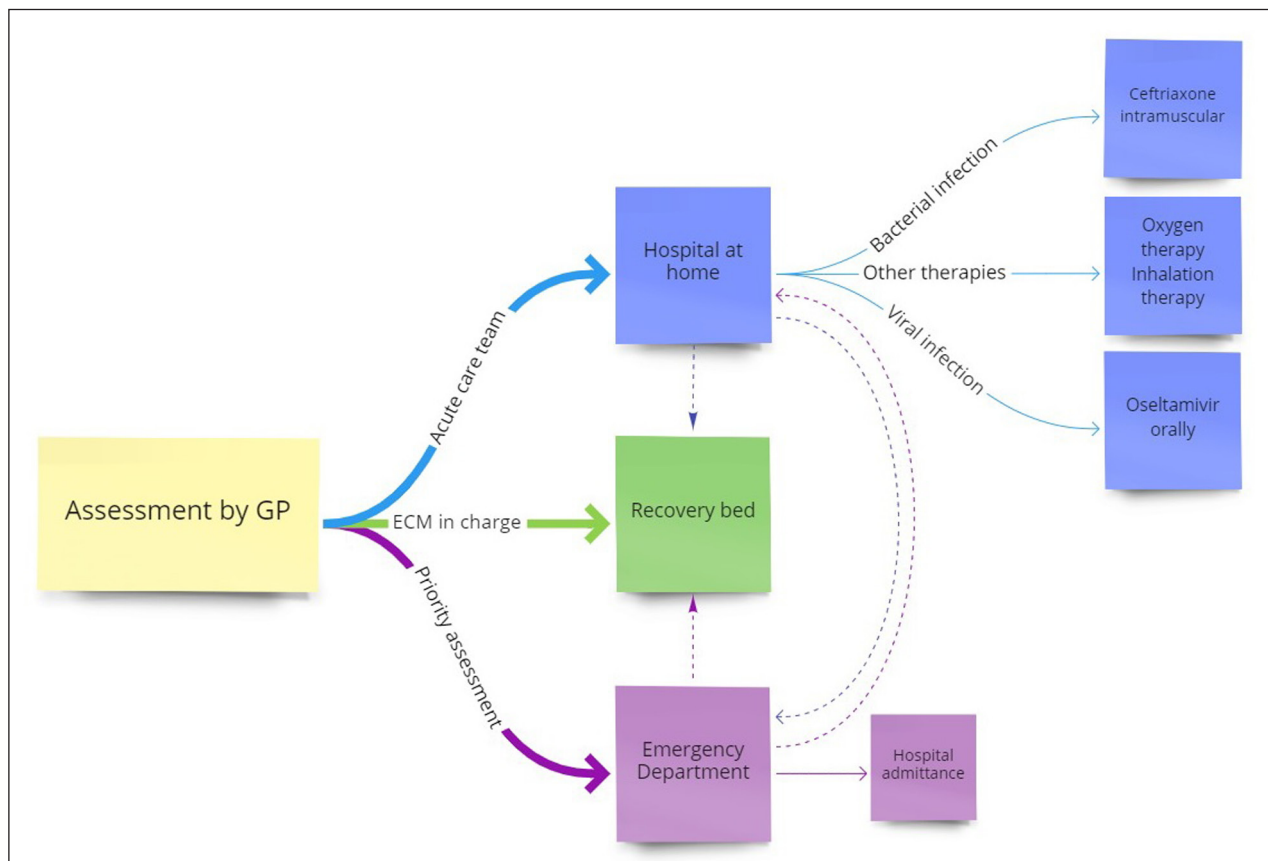 Assessment by GP
Acute care team
ECM in charge
Priority assessment
Hospital at
home
Recovery bed
Emergency
Department
Bacterial infection
Other therapies
Viral infection
Ceftriaxone
intramuscular
Oxygen
therapy
Inhalation
therapy
Oseltamivir
orally
Hospital
admittance